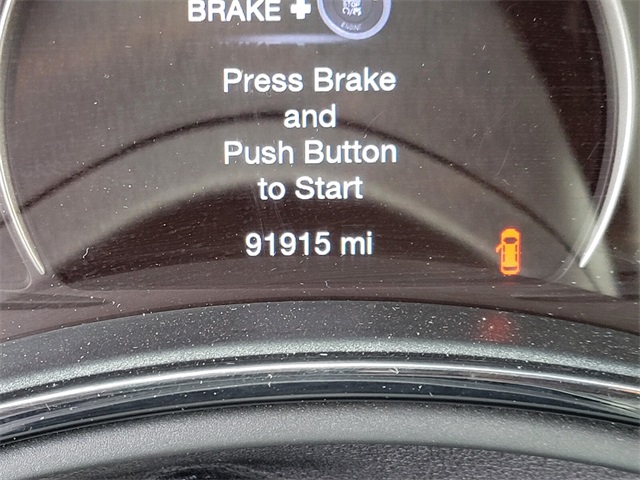 BRAKE +
Press Brake
and
Push Button
to Start
91915 mi